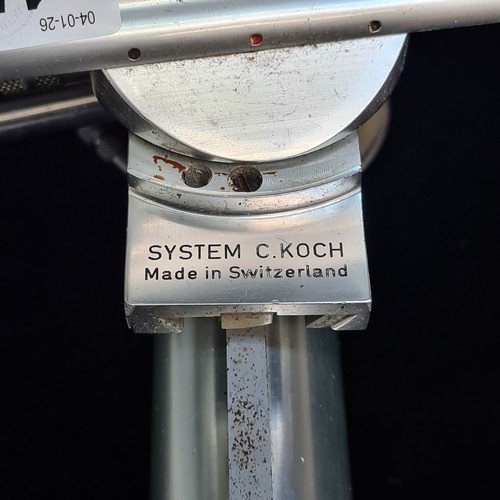 04-01-26
SYSTEM C.KOCH
Made in Switzerland